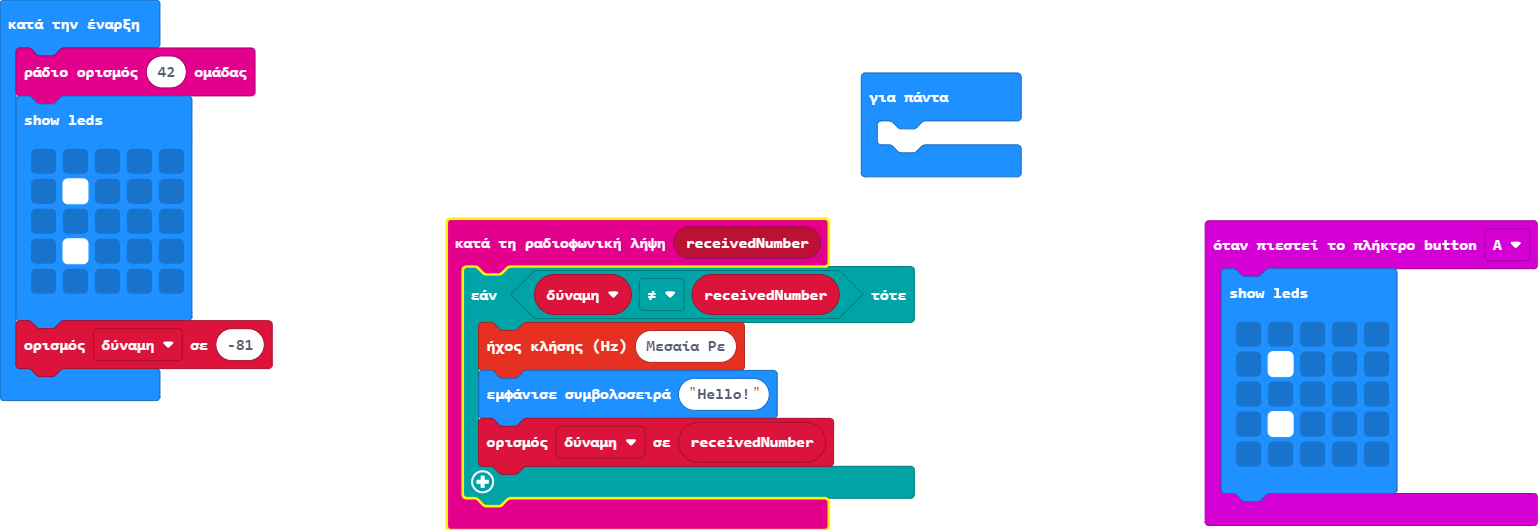 κατά την έναρξη
ράδιο ορισμός 42 ομάδας
show leds
ορισμός δύναμη σε -81
για πάντα
κατά τη ραδιοφωνική λήψη receivedNumber
εάν δύναμη ≠ receivedNumber τότε
ήχος κλήσης (Hz) Μεσαία Ρε
εμφάνισε συμβολοσειρά "Hello!"
ορισμός δύναμη σε receivedNumber
όταν πιεστεί το πλήκτρο button A
show leds